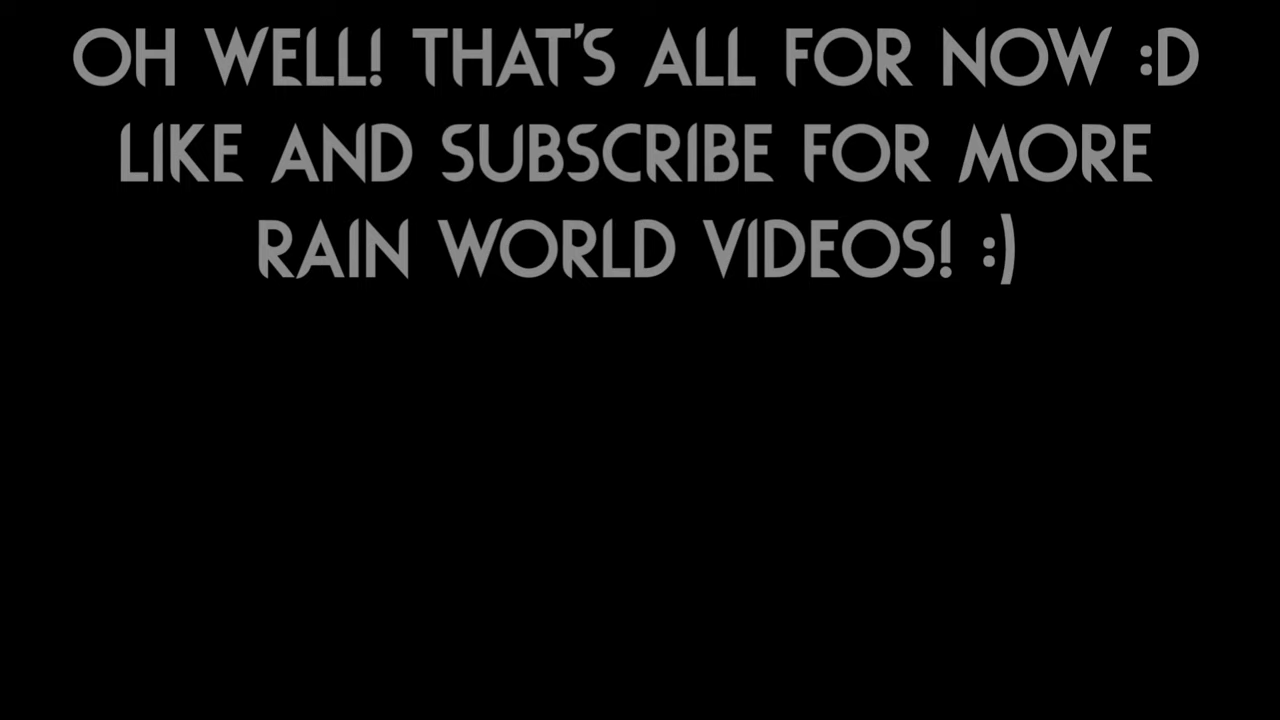 OH WELL! THAT'S ALL FOR NOW :D
LIKE AND SUBSCRIBE FOR MORE
RAIN WORLD VIDEOS! :)